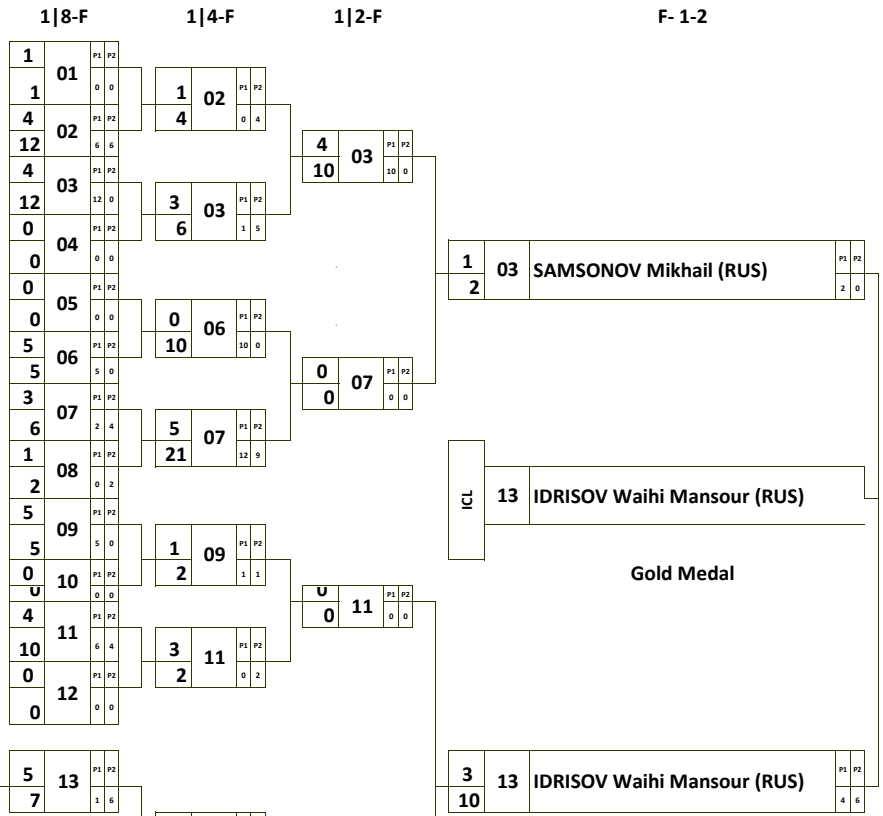 1|8-F 1|4-F 1|2-F F- 1-2
1 01 P1 P2
1 0 0
4 02 P1 P2
12 6 6
4 03 P1 P2
12 12 0
0 04 P1 P2
0 0 0
0 05 P1 P2
0 0 0
5 06 P1 P2
5 5 0
3 07 P1 P2
6 2 4
1 08 P1 P2
2 0 2
5 09 P1 P2
5 5 0
0 10 P1 P2
0 0 0
4 11 P1 P2
10 6 4
0 12 P1 P2
0 0 0
5 13 P1 P2
7 1 6
1 02 P1 P2
4 0 4
3 03 P1 P2
6 1 5
0 06 P1 P2
10 10 0
5 07 P1 P2
21 12 9
1 09 P1 P2
2 1 1
3 11 P1 P2
2 0 2
4 03 P1 P2
10 10 0
0 07 P1 P2
0 0 0
0 11 P1 P2
0 0 0
1 03 SAMSONOV Mikhail (RUS) P1 P2
2 2 0
ICL 13 IDRISOV Waihi Mansour (RUS)
Gold Medal
3 13 IDRISOV Waihi Mansour (RUS) P1 P2
10 4 6